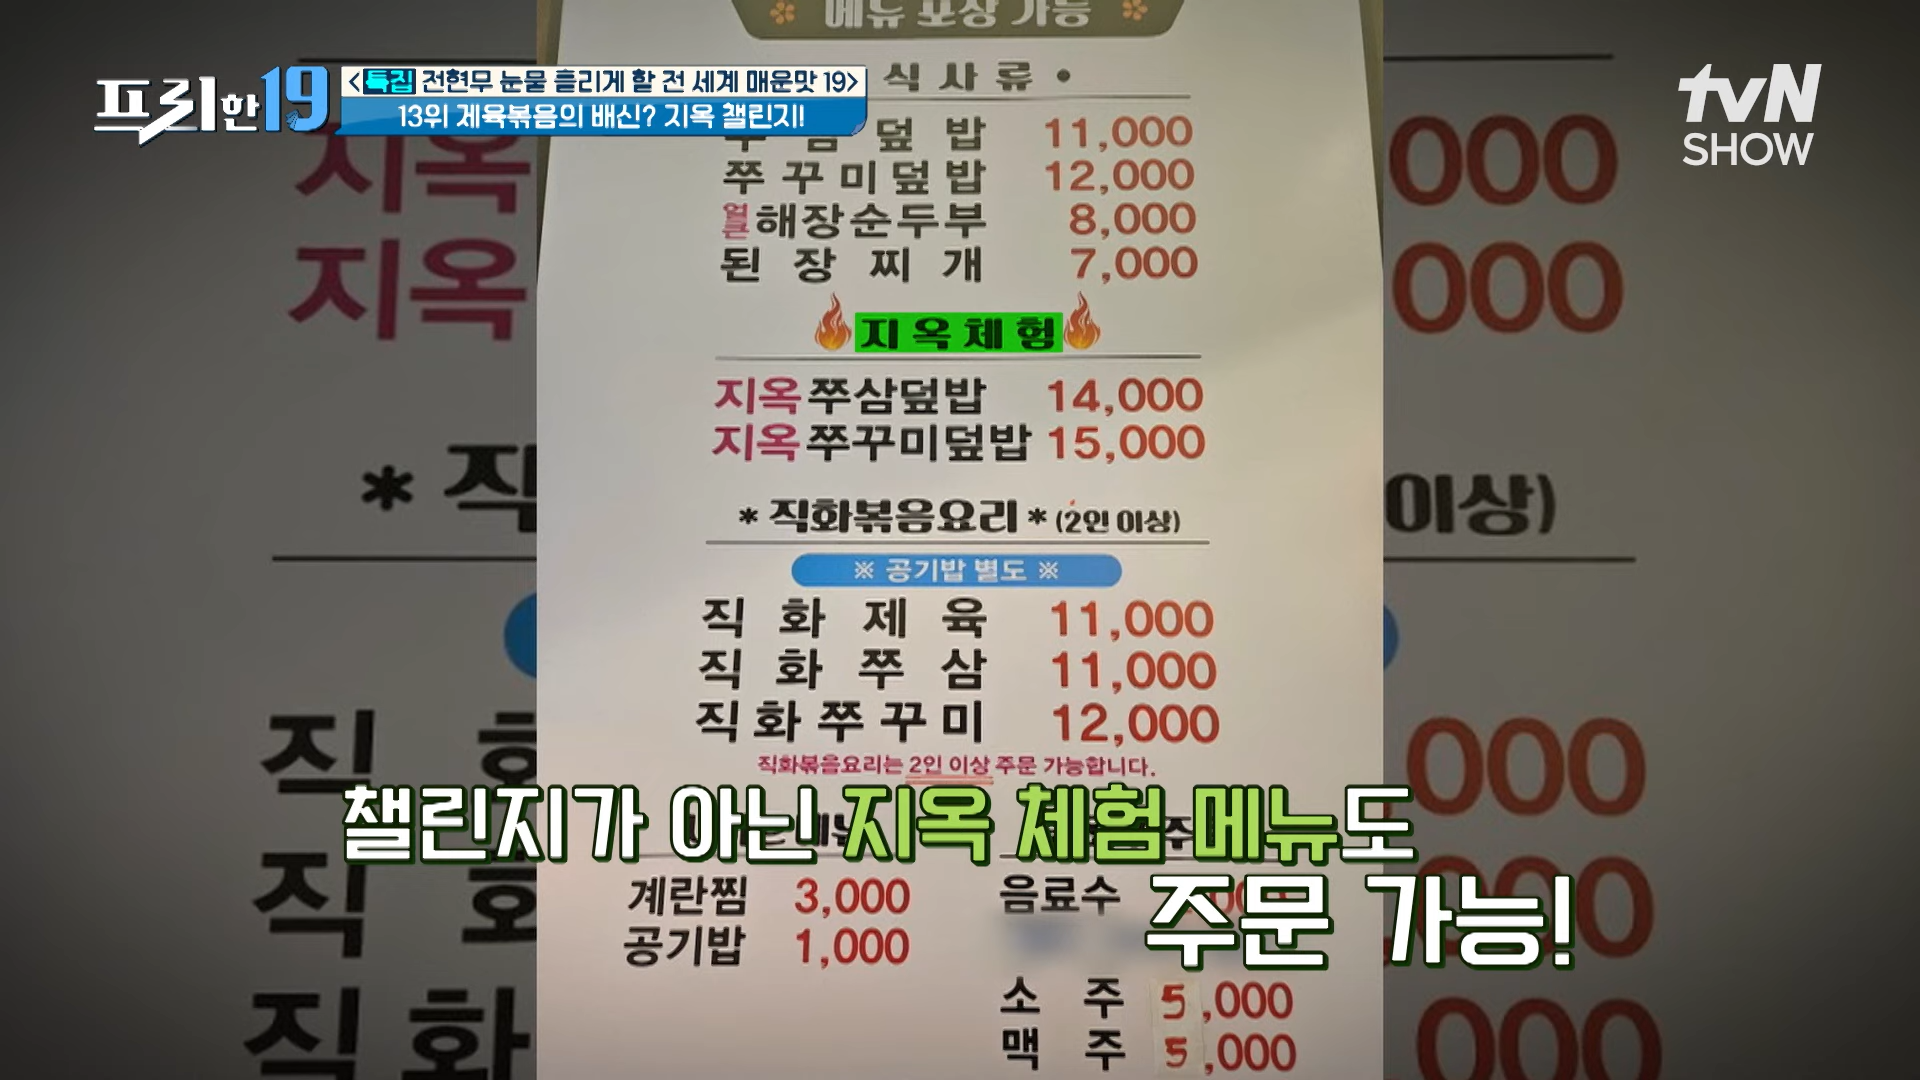 메뉴 포장 가능
프리한19
<특집 전현무 눈물 흘리게 할 전 세계 매운맛 19>
13위 제육볶음의 배신? 지옥 챌린지!
tvN
SHOW
식사류 •
쭈삼덮밥 11,000
쭈꾸미덮밥 12,000
얼큰해장순두부 8,000
된장찌개 7,000
지옥체험
지옥쭈삼덮밥 14,000
지옥쭈꾸미덮밥 15,000
* 직화볶음요리 * (2인 이상)
※ 공기밥 별도 ※
직화제육 11,000
직화쭈삼 11,000
직화쭈꾸미 12,000
직화볶음요리는 2인 이상 주문 가능합니다.
챌린지가 아닌 지옥 체험 메뉴도
주문 가능!
계란찜 3,000
공기밥 1,000
음료수
소주 5,000
맥주 5,000